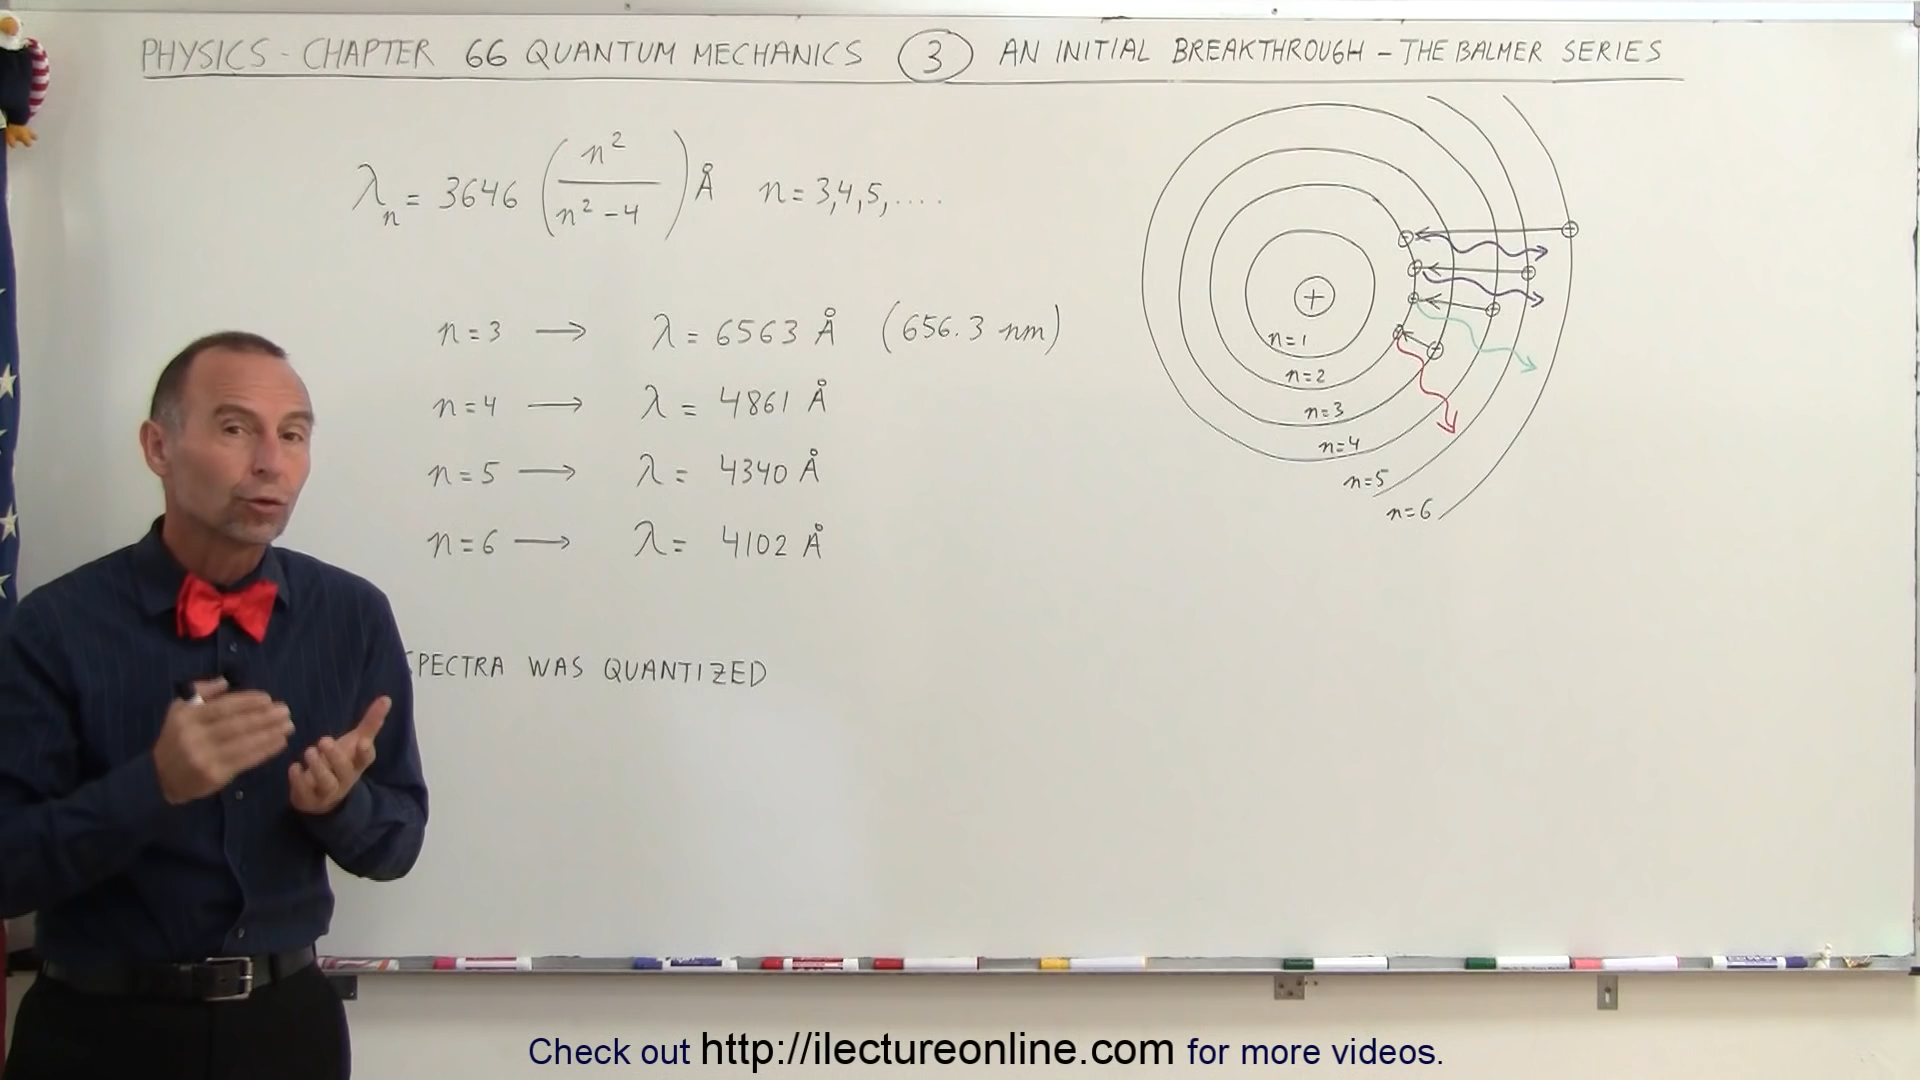 PHYSICS - CHAPTER 66 QUANTUM MECHANICS 3 AN INITIAL BREAKTHROUGH - THE BALMER SERIES
λn = 3646 (n² / n² - 4) Å n = 3,4,5, ....
n = 3 → λ = 6563 Å (656.3 nm)
n = 4 → λ = 4861 Å
n = 5 → λ = 4340 Å
n = 6 → λ = 4102 Å
SPECTRA WAS QUANTIZED
+
n=1
n=2
n=3
n=4
n=5
n=6
Check out http://ilectureonline.com for more videos.